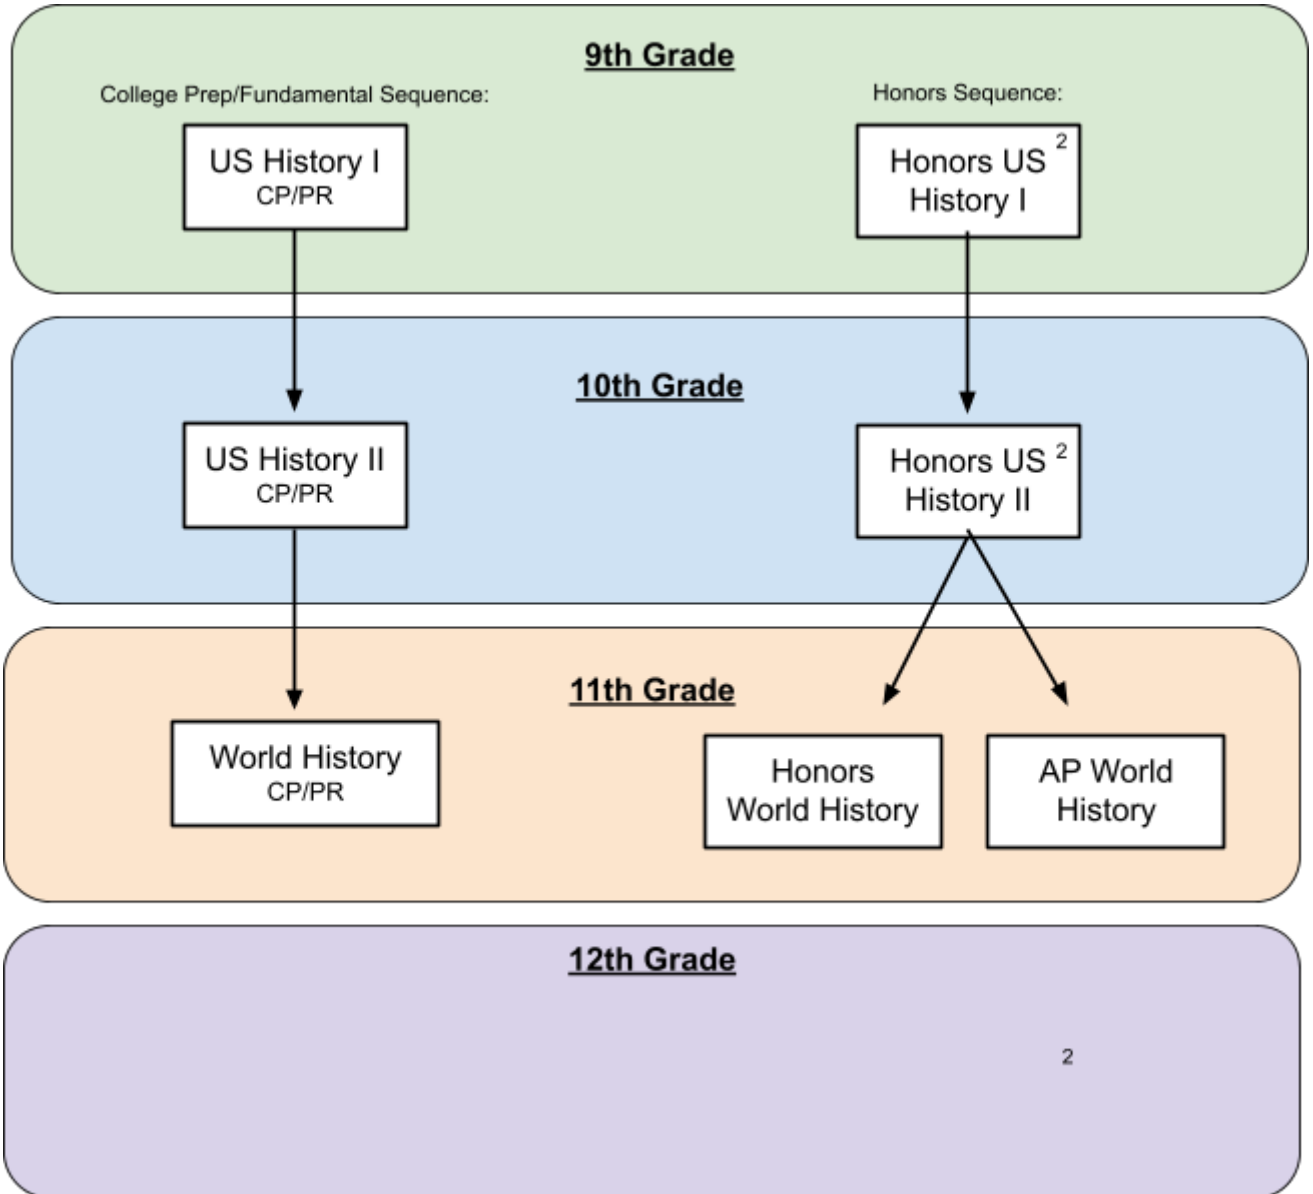 9th Grade
College Prep/Fundamental Sequence:
Honors Sequence:
US History I
CP/PR
Honors US 2
History I
10th Grade
US History II
CP/PR
Honors US 2
History II
11th Grade
World History
CP/PR
Honors
World History
AP World
History
12th Grade
2